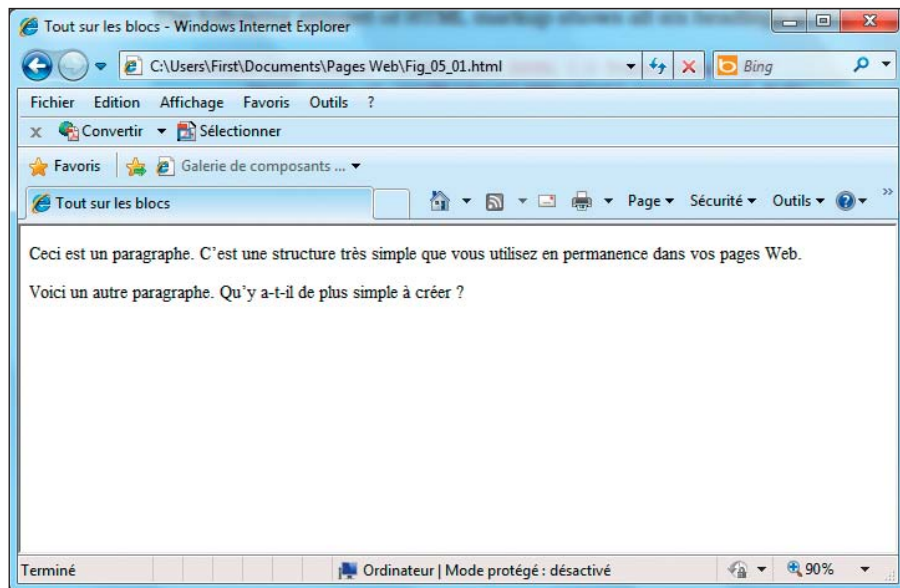 Tout sur les blocs - Windows Internet Explorer
C:\Users\First\Documents\Pages Web\Fig_05_01.html
Bing
Fichier Edition Affichage Favoris Outils ?
x Convertir Sélectionner
Favoris Galerie de composants ...
Tout sur les blocs Page Sécurité Outils »
Ceci est un paragraphe. C’est une structure très simple que vous utilisez en permanence dans vos pages Web.
Voici un autre paragraphe. Qu’y a-t-il de plus simple à créer ?
Terminé Ordinateur | Mode protégé : désactivé 90%